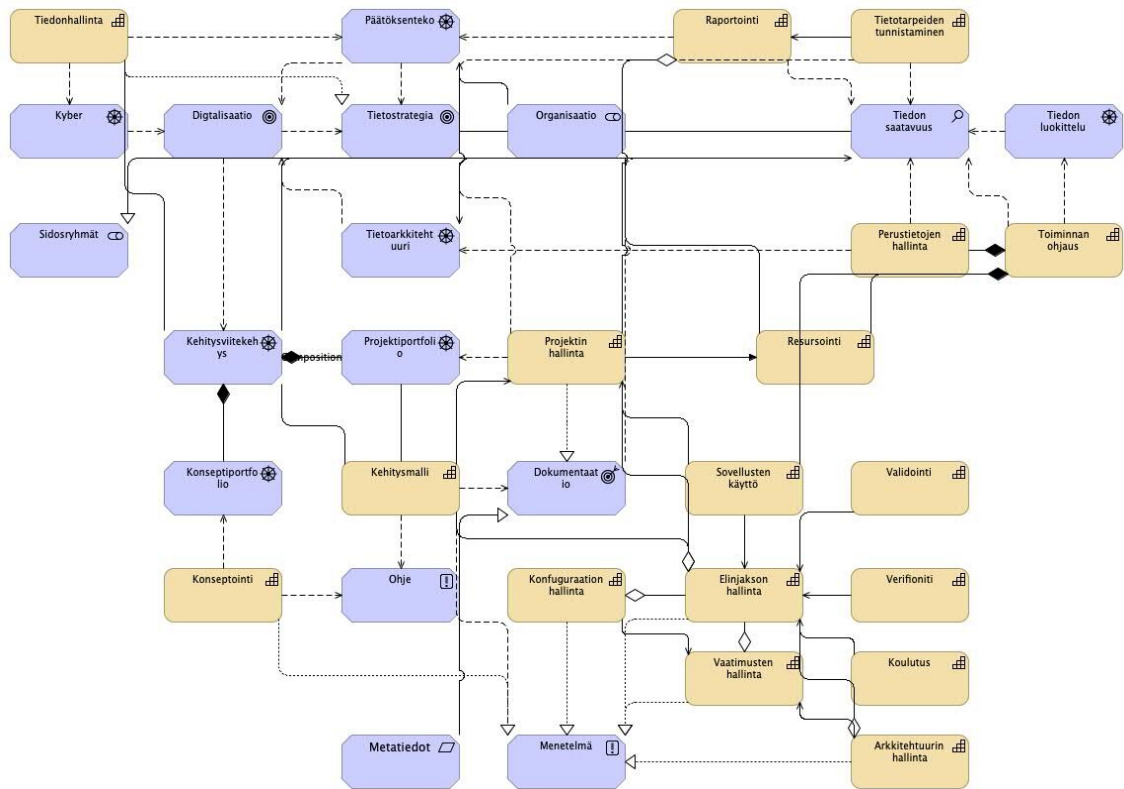 Tiedonhallinta
Päätöksenteko
Raportointi
Tietotarpeiden
tunnistaminen
Kyber
Digtalisaatio
Tietostrategia
Organisaatio
Tiedon
saatavuus
Tiedon
luokittelu
Sidosryhmät
Tietoarkkiteht
uuri
Perustietojen
hallinta
Toiminnan
ohjaus
Kehitysviitekeh
ys
Composition
Projektiportfoli
o
Projektin
hallinta
Resursointi
Konseptiportfo
lio
Kehitysmalli
Dokumentaat
io
Sovellusten
käyttö
Validointi
Konseptointi
Ohje
Konfuguraation
hallinta
Elinjakson
hallinta
Verifioniti
Vaatimusten
hallinta
Koulutus
Metatiedot
Menetelmä
Arkkitehtuurin
hallinta